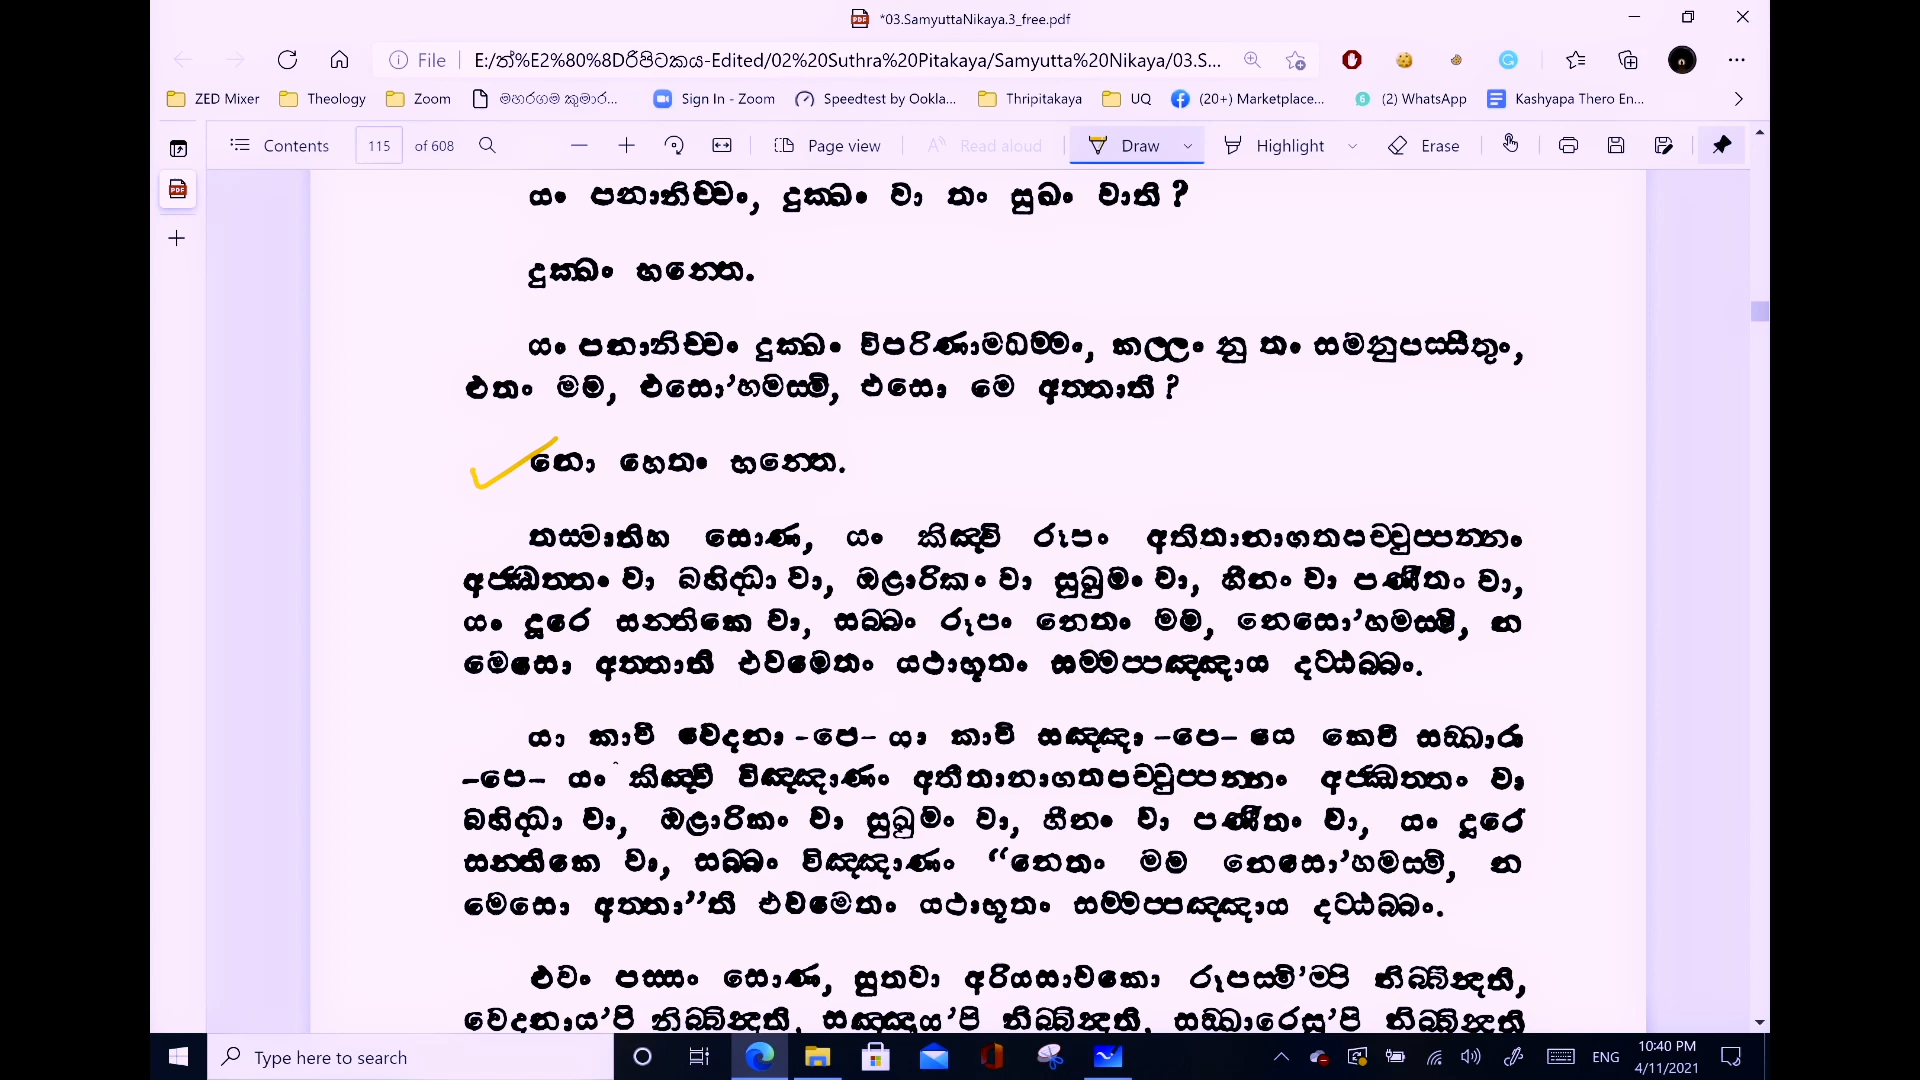 *03.SamyuttaNikaya.3_free.pdf
File E:/ත්%E2%80%8Dරිපිටකය-Edited/02%20Suthra%20Pitakaya/Samyutta%20Nikaya/03.S...
ZED Mixer Theology Zoom මහරගම කුමාර... Sign In - Zoom Speedtest by Ookla... Thripitakaya UQ (20+) Marketplace... (2) WhatsApp Kashyapa Thero En...
Contents 115 of 608 Page view Read aloud Draw Highlight Erase
යං පනානිච්චං, දුක්ඛං වා තං සුඛං වාති?
දුක්ඛං භන්තෙ.
යං පනානිච්චං දුක්ඛං විපරිණාමධම්මං, කල්ලං නු තං සමනුපස්සිතුං,
එතං මම, එසො'හමස්මි, එසො මෙ අත්තාති?
නො හෙතං භන්තෙ.
තස්මාතිහ සොණ, යං කිඤ්චි රූපං අතීතානාගතපච්චුප්පන්නං
අජ්ඣත්තං වා බහිද්ධා වා, ඔළාරිකං වා සුඛුමං වා, හීනං වා පණීතං වා,
යං දූරෙ සන්තිකෙ වා, සබ්බං රූපං නෙතං මම, නෙසො'හමස්මි, න
මෙසො අත්තාති එවමෙතං යථාභූතං සම්මප්පඤ්ඤාය දට්ඨබ්බං.
යා කාචි වෙදනා -පෙ- යා කාචි සඤ්ඤා -පෙ- යෙ කෙචි සඞ්ඛාරා
-පෙ- යං කිඤ්චි විඤ්ඤාණං අතීතානාගතපච්චුප්පන්නං අජ්ඣත්තං වා
බහිද්ධා වා, ඔළාරිකං වා සුඛුමං වා, හීනං වා පණීතං වා, යං දූරෙ
සන්තිකෙ වා, සබ්බං විඤ්ඤාණං “නෙතං මම නෙසො'හමස්මි, න
මෙසො අත්තා”ති එවමෙතං යථාභූතං සම්මප්පඤ්ඤාය දට්ඨබ්බං.
එවං පස්සං සොණ, සුතවා අරියසාවකො රූපස්මි'ම්පි නිබ්බින්දති,
වෙදනාය'පි නිබ්බින්දති, සඤ්ඤාය'පි නිබ්බින්දති, සඞ්ඛාරෙසු'පි නිබ්බින්දති
Type here to search ENG 10:40 PM
4/11/2021